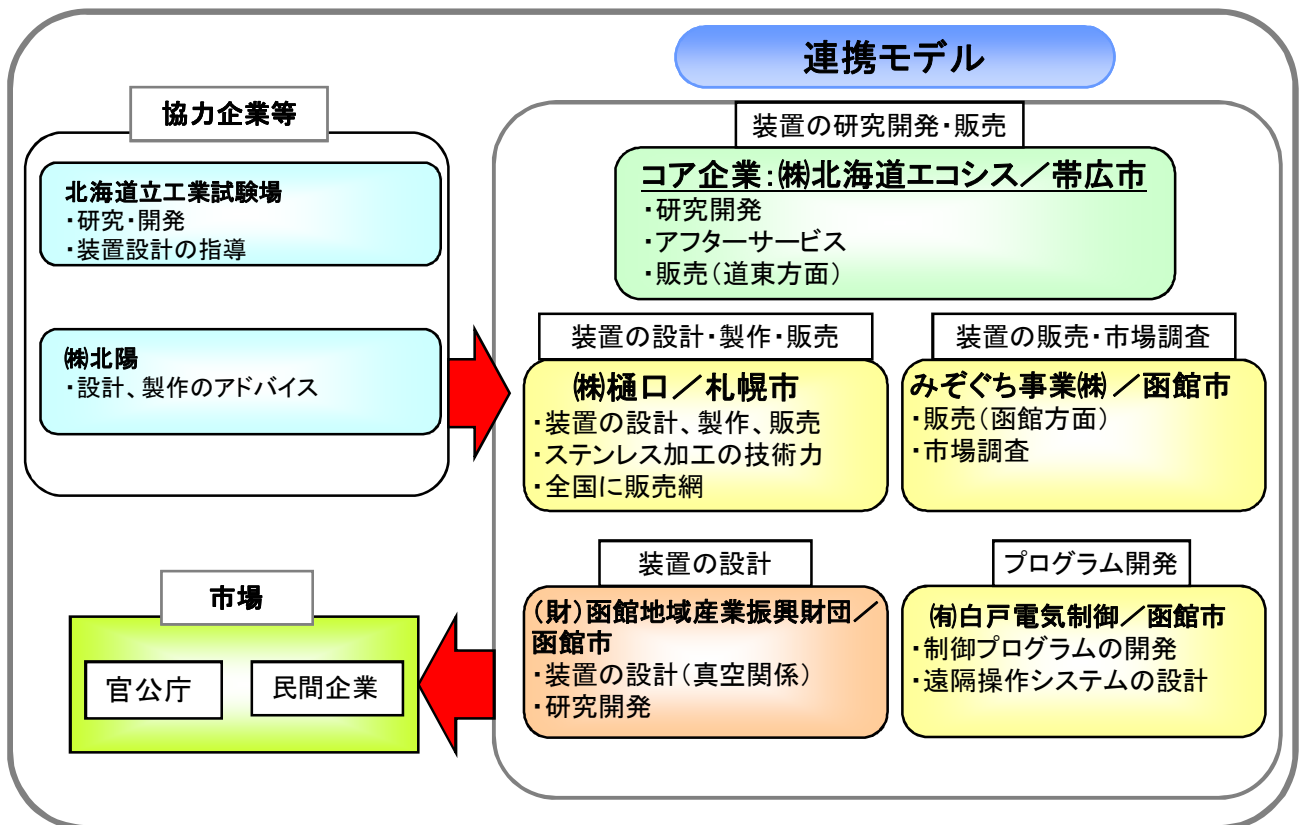 連携モデル
協力企業等
北海道立工業試験場
・研究・開発
・装置設計の指導
㈱北陽
・設計、製作のアドバイス
装置の研究開発・販売
コア企業：㈱北海道エコシス／帯広市
・研究開発
・アフターサービス
・販売（道東方面）
装置の設計・製作・販売
㈱樋口／札幌市
・装置の設計、製作、販売
・ステンレス加工の技術力
・全国に販売網
装置の販売・市場調査
みぞぐち事業㈱／函館市
・販売（函館方面）
・市場調査
装置の設計
（財）函館地域産業振興財団／
函館市
・装置の設計（真空関係）
・研究開発
プログラム開発
㈲白戸電気制御／函館市
・制御プログラムの開発
・遠隔操作システムの設計
市場
官公庁
民間企業